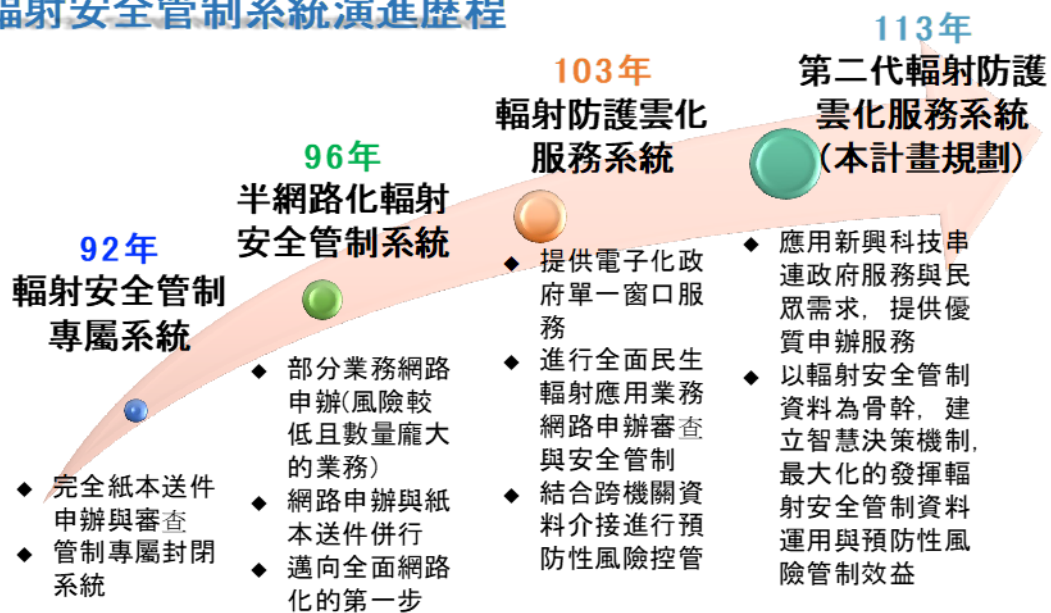 輻射安全管制系統演進歷程
92年
輻射安全管制
專屬系統
◆ 完全紙本送件
申辦與審查
◆ 管制專屬封閉
系統
96年
半網路化輻射
安全管制系統
◆ 部分業務網路
申辦(風險較
低且數量龐大
的業務)
◆ 網路申辦與紙
本送件併行
◆ 邁向全面網路
化的第一步
103年
輻射防護雲化
服務系統
◆ 提供電子化政
府單一窗口服
務
◆ 進行全面民生
輻射應用業務
網路申辦審查
與安全管制
◆ 結合跨機關資
料介接進行預
防性風險控管
113年
第二代輻射防護
雲化服務系統
(本計畫規劃)
◆ 應用新興科技串
連政府服務與民
眾需求, 提供優
質申辦服務
◆ 以輻射安全管制
資料為骨幹, 建
立智慧決策機制,
最大化的發揮輻
射安全管制資料
運用與預防性風
險管制效益